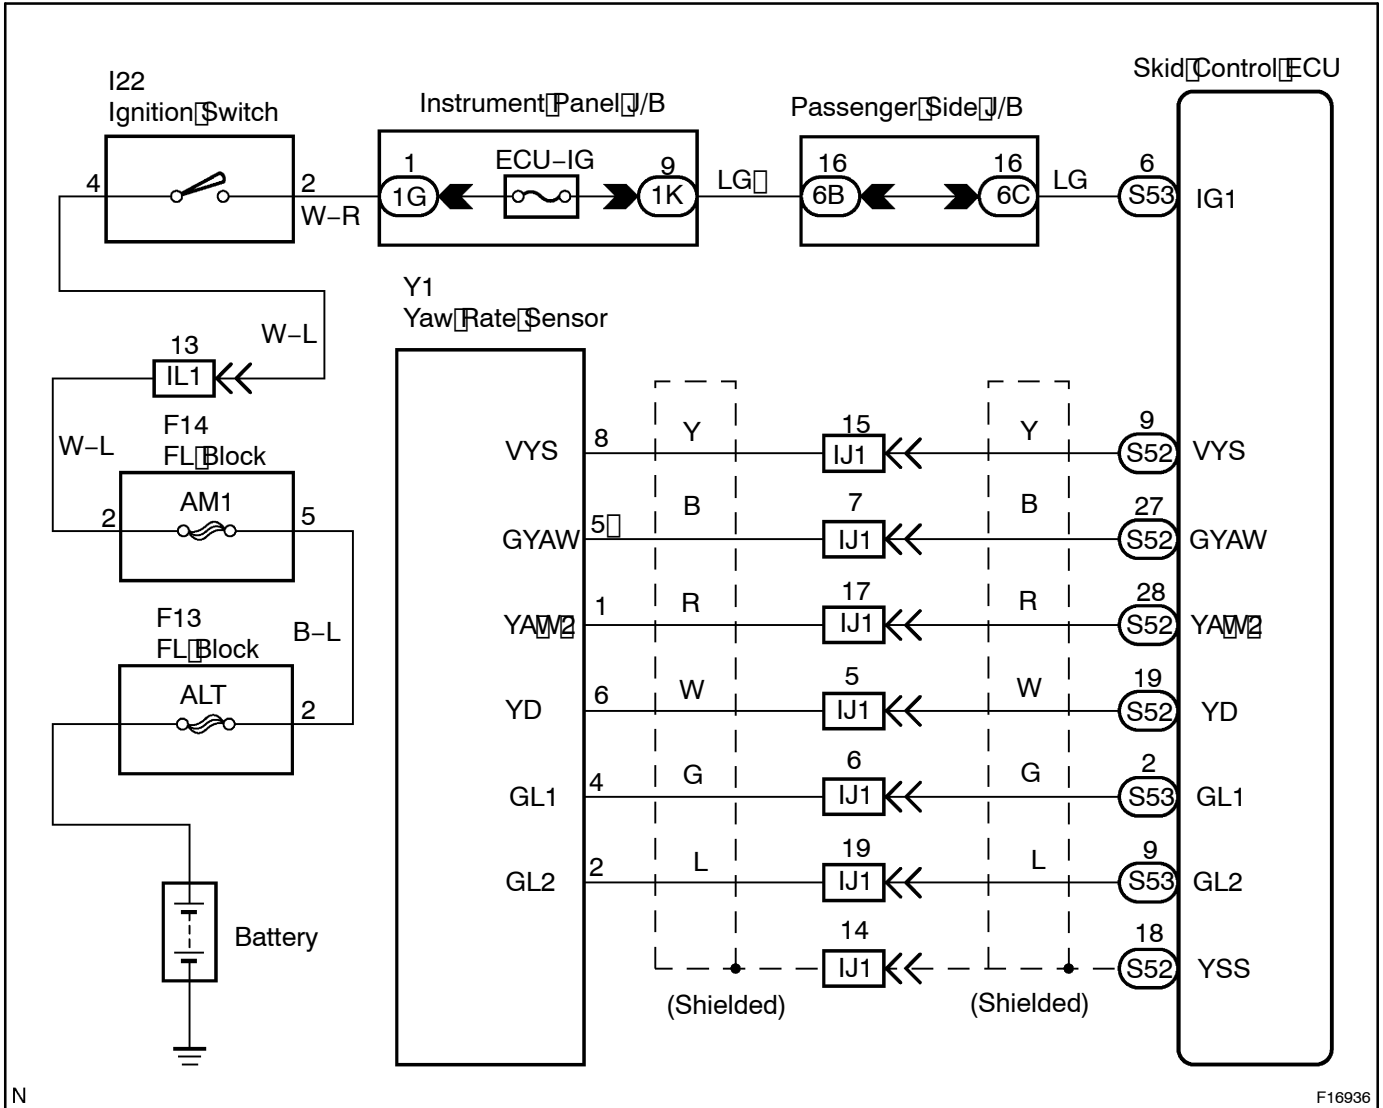 Skid Control ECU
I22
Ignition Switch
Instrument Panel J/B
Passenger Side J/B
4
2
W-R
1
1G
ECU-IG
9
1K
LG
16
6B
16
6C
LG
6
S53
IG1
Y1
Yaw Rate Sensor
W-L
13
IL1
W-L
F14
FL Block
AM1
2
5
B-L
F13
FL Block
ALT
2
Battery
VYS
8
Y
15
IJ1
Y
9
S52
VYS
GYAW
5
B
7
IJ1
B
27
S52
GYAW
YAW2
1
R
17
IJ1
R
28
S52
YAW2
YD
6
W
5
IJ1
W
19
S52
YD
GL1
4
G
6
IJ1
G
2
S53
GL1
GL2
2
L
19
IJ1
L
9
S53
GL2
14
IJ1
18
S52
YSS
(Shielded)
(Shielded)
N
F16936